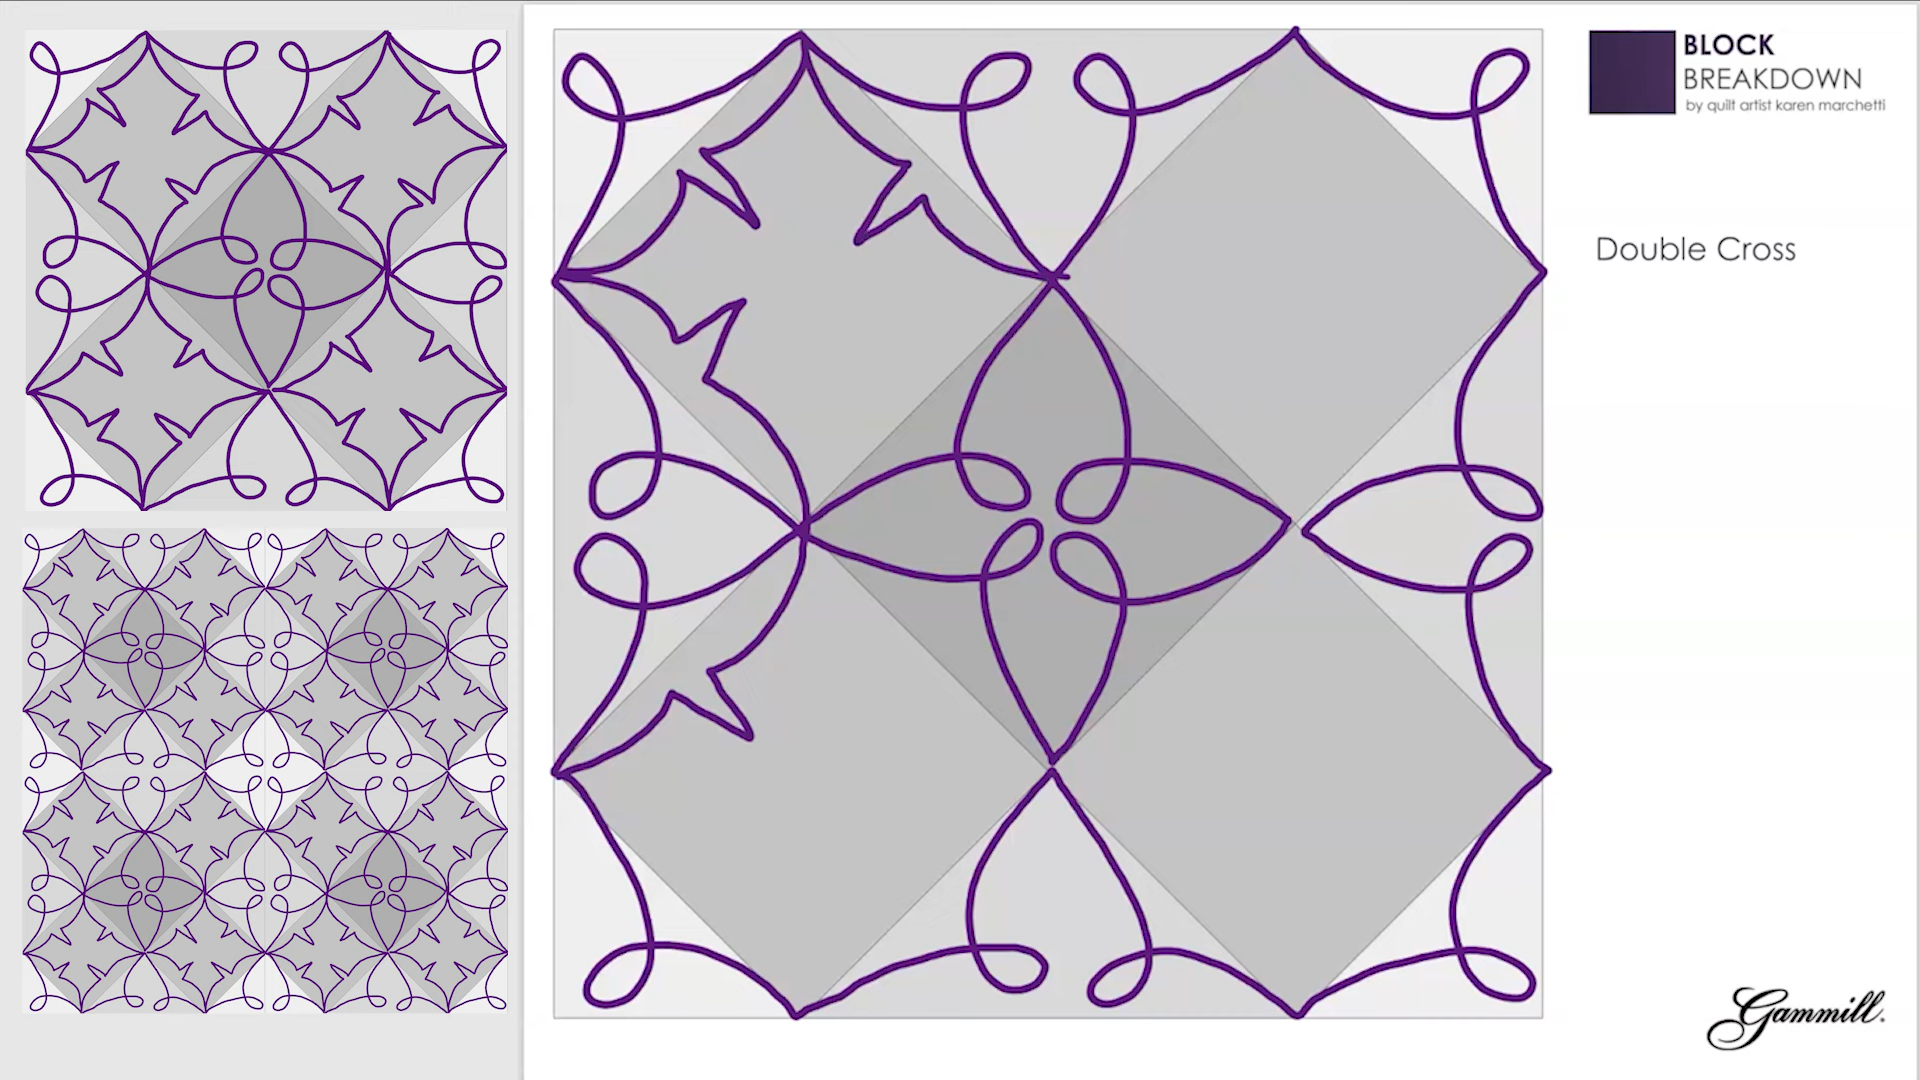 BLOCK
BREAKDOWN
by quilt artist karen marchetti
Double Cross
Gammill.